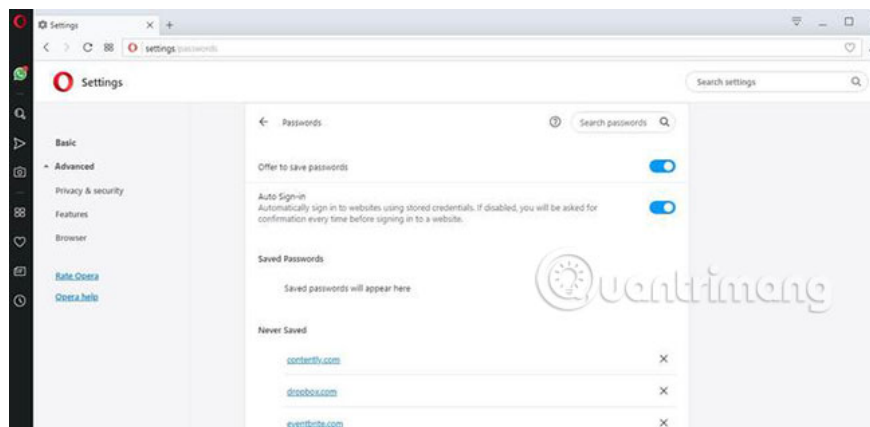 Settings
settings/passwords
Settings
Search settings
Passwords
Search passwords
Basic
Advanced
Privacy & security
Features
Browser
Rate Opera
Opera help
Offer to save passwords
Auto Sign-in
Automatically sign in to websites using stored credentials. If disabled, you will be asked for
confirmation every time before signing in to a website.
Saved Passwords
Saved passwords will appear here
Never Saved
contently.com
dropbox.com
eventbrite.com
Quantrimang